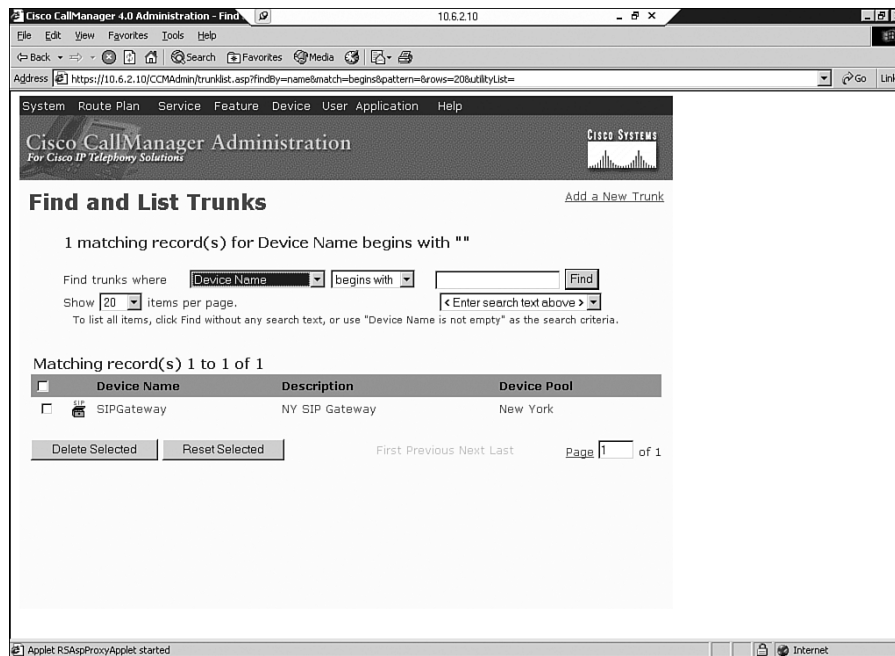 Cisco CallManager 4.0 Administration - Find
10.6.2.10
File Edit View Favorites Tools Help
Back Search Favorites Media
Address https://10.6.2.10/CCMAdmin/trunklist.asp?findBy=name&match=begins&pattern=&rows=20&utilityList= Go Link
System Route Plan Service Feature Device User Application Help
Cisco CallManager Administration
For Cisco IP Telephony Solutions
CISCO SYSTEMS
Find and List Trunks
Add a New Trunk
1 matching record(s) for Device Name begins with ""
Find trunks where Device Name begins with Find
Show 20 items per page. < Enter search text above >
To list all items, click Find without any search text, or use "Device Name is not empty" as the search criteria.
Matching record(s) 1 to 1 of 1
Device Name Description Device Pool
SIP
SIPGateway NY SIP Gateway New York
Delete Selected Reset Selected First Previous Next Last Page 1 of 1
Applet RSAspProxyApplet started Internet